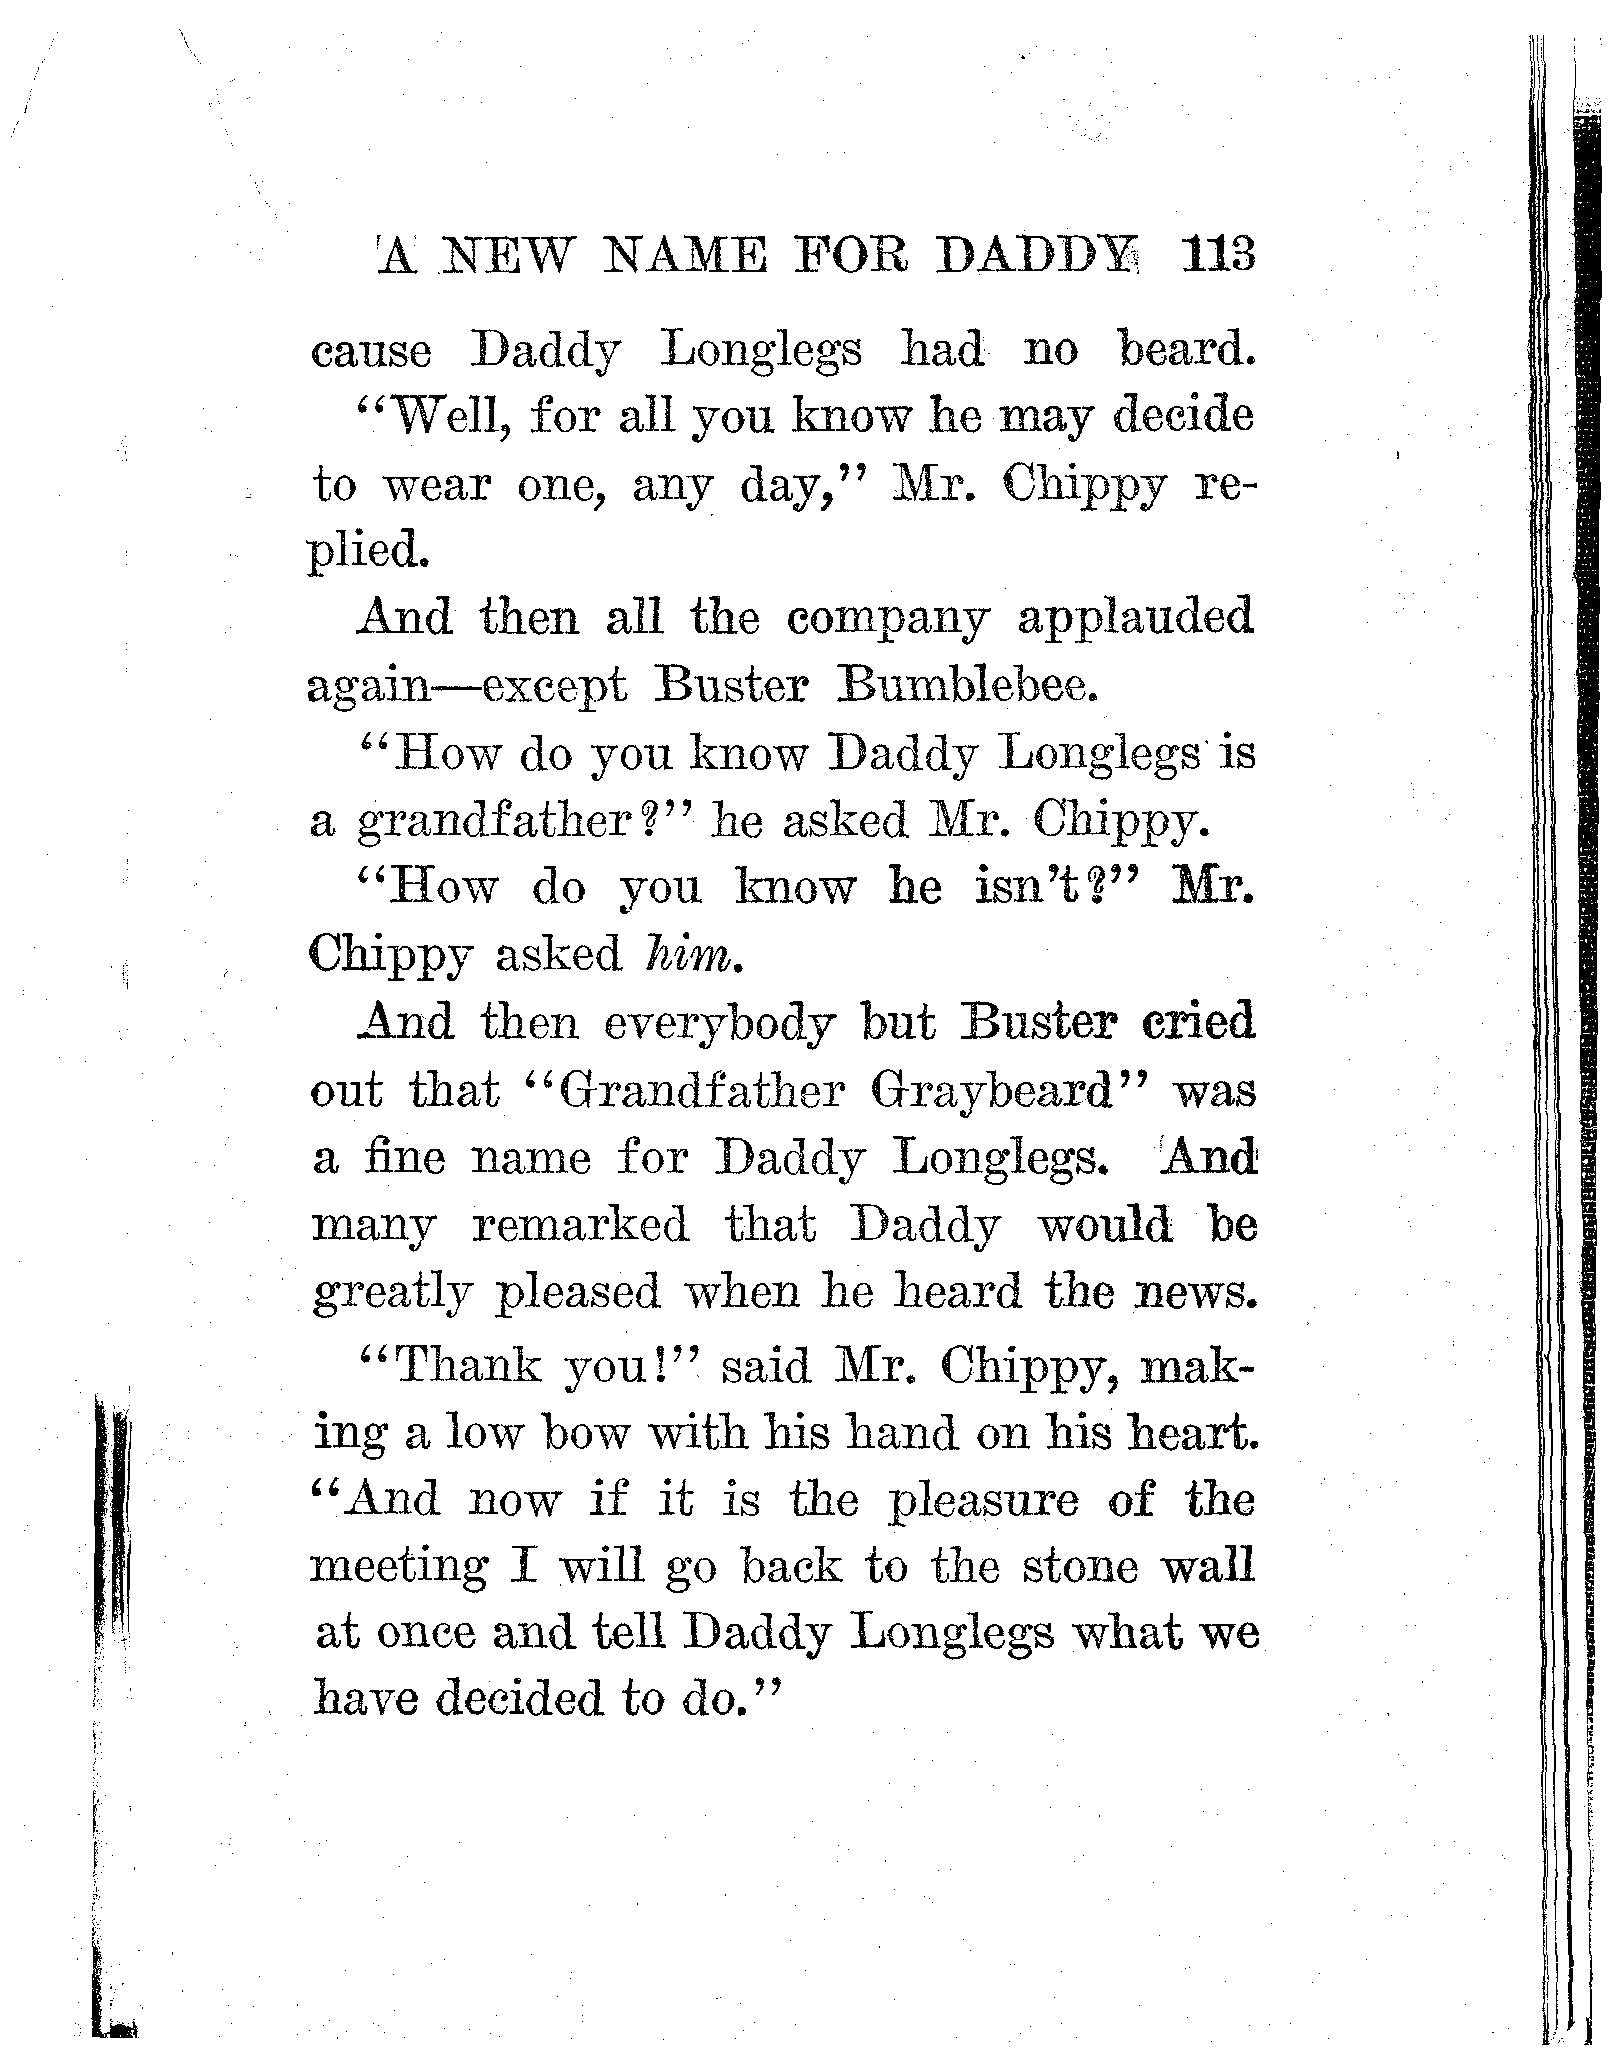 A NEW NAME FOR DADDY 113
cause Daddy Longlegs had no beard.
"Well, for all you know he may decide
to wear one, any day," Mr. Chippy re-
plied.
And then all the company applauded
again—except Buster Bumblebee.
"How do you know Daddy Longlegs is
a grandfather?" he asked Mr. Chippy.
"How do you know he isn't?" Mr.
Chippy asked him.
And then everybody but Buster cried
out that "Grandfather Graybeard" was
a fine name for Daddy Longlegs. And
many remarked that Daddy would be
greatly pleased when he heard the news.
"Thank you!" said Mr. Chippy, mak-
ing a low bow with his hand on his heart.
"And now if it is the pleasure of the
meeting I will go back to the stone wall
at once and tell Daddy Longlegs what we
have decided to do."